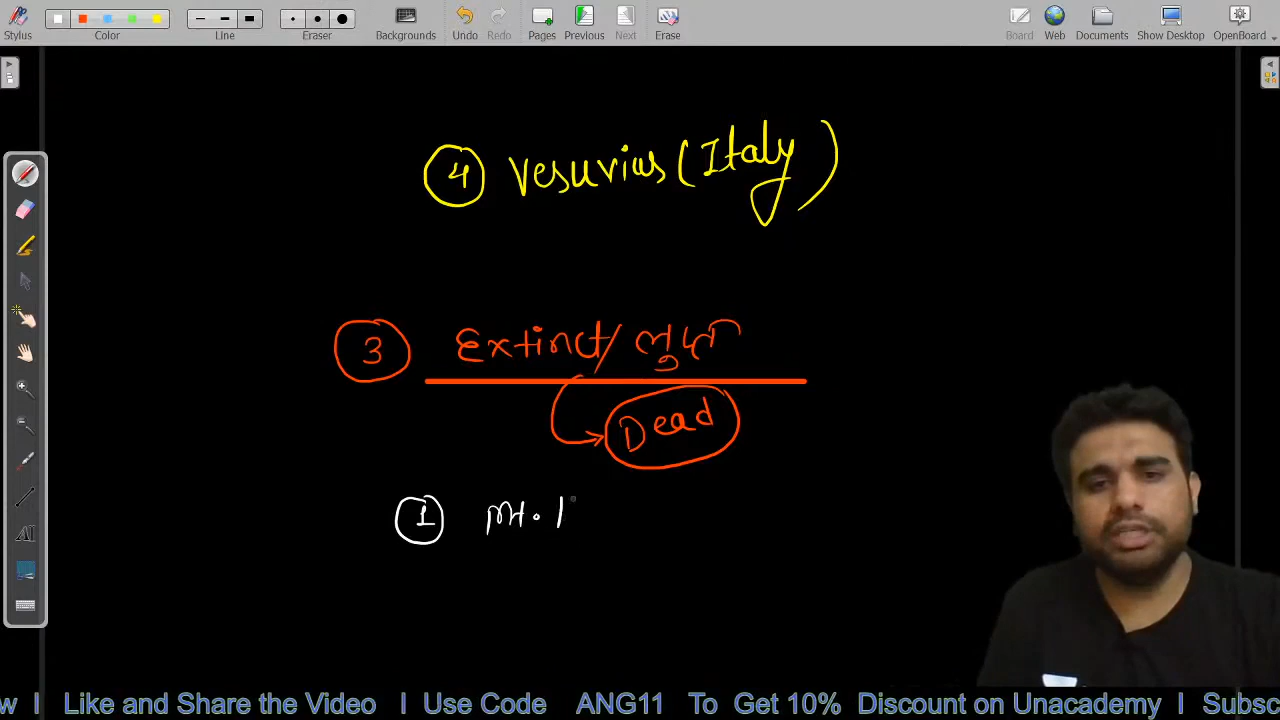 Stylus Color Line Eraser Backgrounds Undo Redo Pages Previous Next Erase Board Web Documents Show Desktop OpenBoard
4 Vesuvius (Italy)
3 Extinct/
Dead
1 Mt.
w I Like and Share the Video I Use Code ANG11 To Get 10% Discount on Unacademy I Subsc